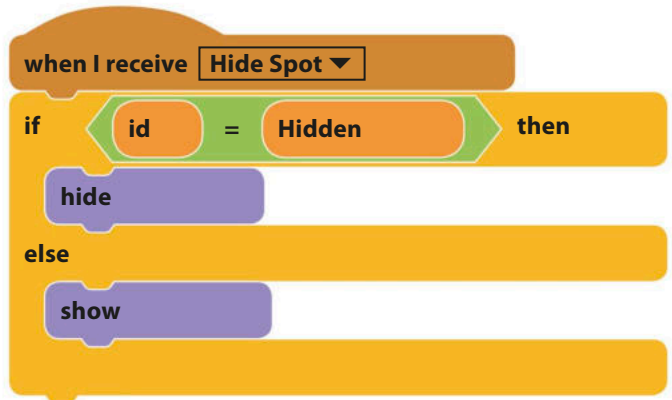 when I receive Hide Spot
if id = Hidden then
hide
else
show